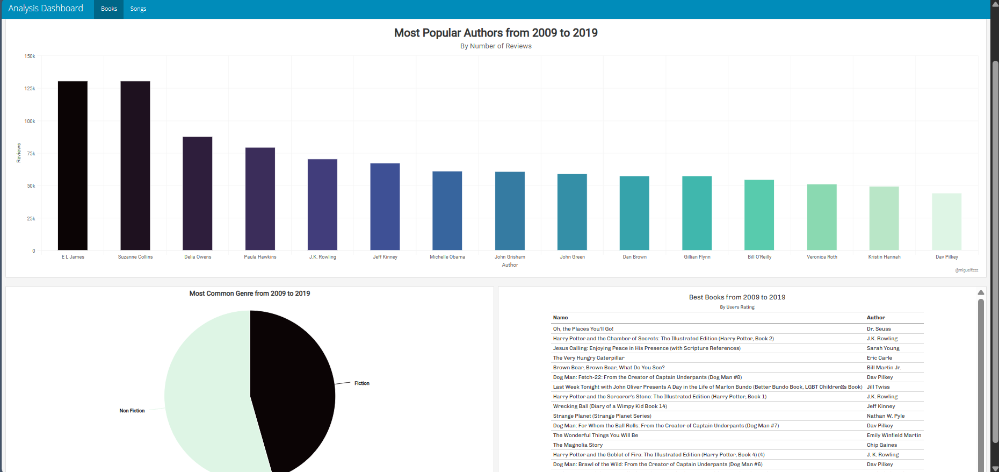 Analysis Dashboard Books Songs
Most Popular Authors from 2009 to 2019
By Number of Reviews
150k
125k
100k
75k
50k
25k
0
Reviews
E L James Suzanne Collins Delia Owens Paula Hawkins J.K. Rowling Jeff Kinney Michelle Obama John Grisham John Green Dan Brown Gillian Flynn Bill O'Reilly Veronica Roth Kristin Hannah Dav Pilkey
Author
@miguelfzzz
Most Common Genre from 2009 to 2019
Fiction
Non Fiction
Best Books from 2009 to 2019
By Users Rating
Name Author
Oh, the Places You'll Go! Dr. Seuss
Harry Potter and the Chamber of Secrets: The Illustrated Edition (Harry Potter, Book 2) J.K. Rowling
Jesus Calling: Enjoying Peace in His Presence (with Scripture References) Sarah Young
The Very Hungry Caterpillar Eric Carle
Brown Bear, Brown Bear, What Do You See? Bill Martin Jr.
Dog Man: Fetch-22: From the Creator of Captain Underpants (Dog Man #8) Dav Pilkey
Last Week Tonight with John Oliver Presents A Day in the Life of Marlon Bundo (Better Bundo Book, LGBT Children�s Book) Jill Twiss
Harry Potter and the Sorcerer's Stone: The Illustrated Edition (Harry Potter, Book 1) J.K. Rowling
Wrecking Ball (Diary of a Wimpy Kid Book 14) Jeff Kinney
Strange Planet (Strange Planet Series) Nathan W. Pyle
Dog Man: For Whom the Ball Rolls: From the Creator of Captain Underpants (Dog Man #7) Dav Pilkey
The Wonderful Things You Will Be Emily Winfield Martin
The Magnolia Story Chip Gaines
Harry Potter and the Goblet of Fire: The Illustrated Edition (Harry Potter, Book 4) (4) J. K. Rowling
Dog Man: Brawl of the Wild: From the Creator of Captain Underpants (Dog Man #6) Dav Pilkey